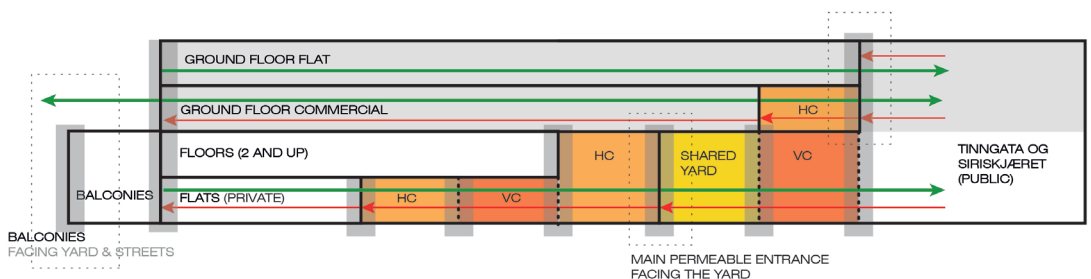 GROUND FLOOR FLAT
GROUND FLOOR COMMERCIAL
HC
FLOORS (2 AND UP)
HC
SHARED
YARD
VC
TINNGATA OG
SIRISKJÆRET
(PUBLIC)
BALCONIES
FLATS (PRIVATE)
HC
VC
BALCONIES
FACING YARD & STREETS
MAIN PERMEABLE ENTRANCE
FACING THE YARD